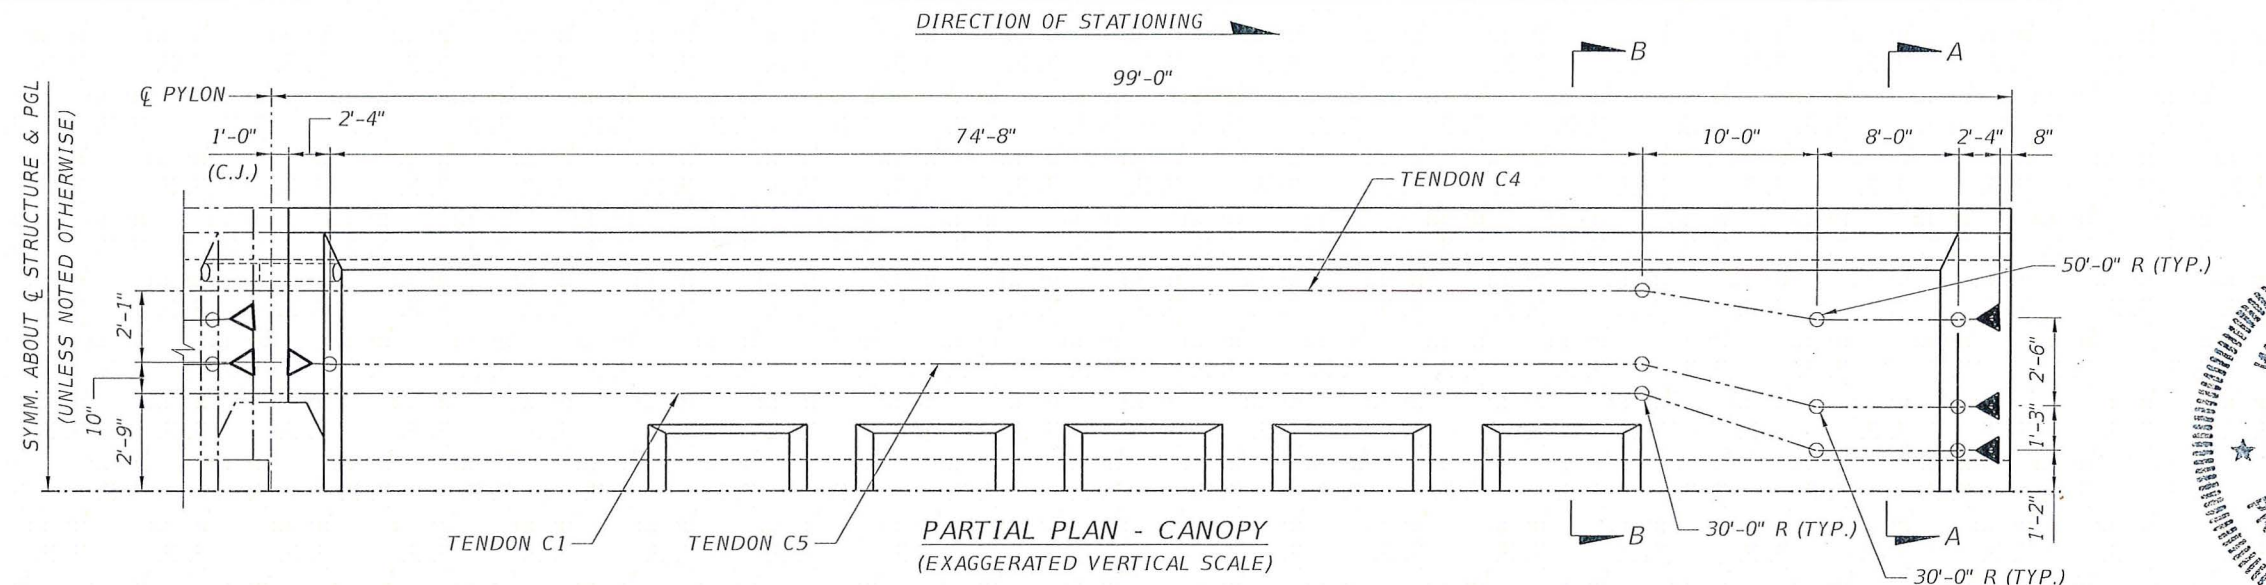 DIRECTION OF STATIONING
B
A
99'-0"
℄ PYLON
2'-4"
1'-0"
(C.J.)
74'-8"
10'-0"
8'-0"
2'-4"
8"
SYMM. ABOUT ℄ STRUCTURE & PGL
(UNLESS NOTED OTHERWISE)
TENDON C4
50'-0" R (TYP.)
2'-1"
10"
2'-9"
2'-6"
1'-3"
1'-2"
TENDON C1
TENDON C5
PARTIAL PLAN - CANOPY
(EXAGGERATED VERTICAL SCALE)
B
30'-0" R (TYP.)
A
30'-0" R (TYP.)